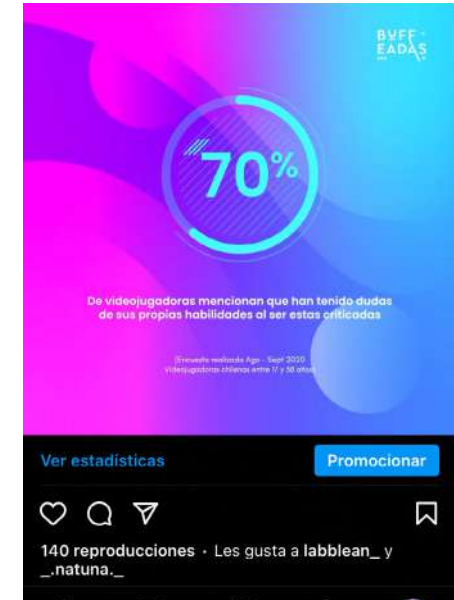 BUFF
EADAS
70%
De videojugadoras mencionan que han tenido dudas
de sus propias habilidades al ser estas criticadas
(Encuesta realizada Ago - Sept 2020
Videojugadoras chilenas entre 17 y 38 años)
Ver estadísticas
Promocionar
140 reproducciones · Les gusta a labblean_ y
_.natuna._